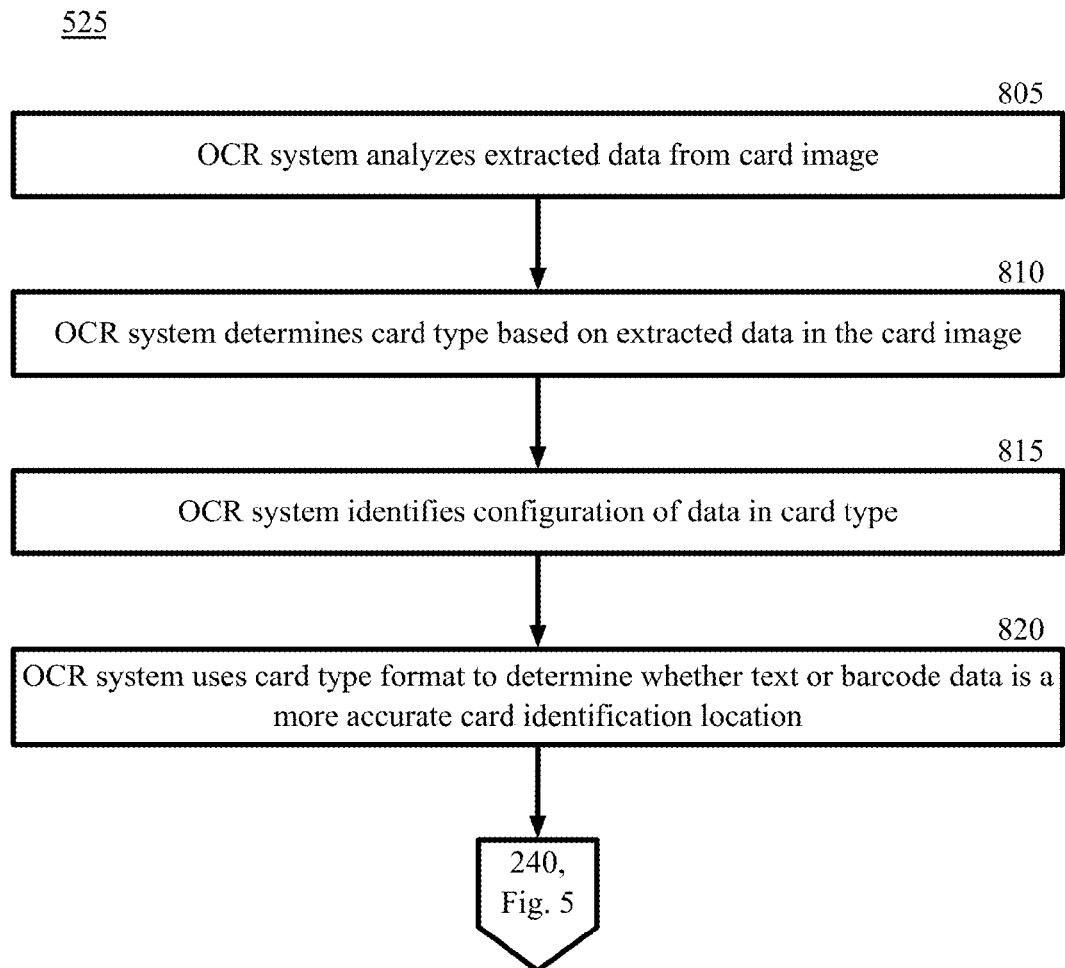 525
805
OCR system analyzes extracted data from card image
810
OCR system determines card type based on extracted data in the card image
815
OCR system identifies configuration of data in card type
820
OCR system uses card type format to determine whether text or barcode data is a
more accurate card identification location
240,
Fig. 5